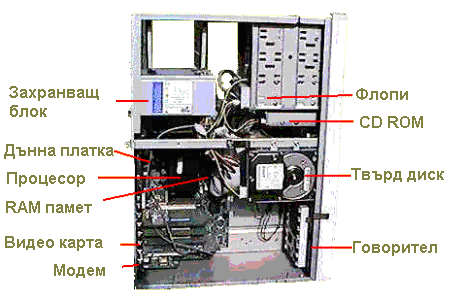 Захранващ
блок
Дънна платка
Процесор
RAM памет
Видео карта
Модем
Флопи
CD ROM
Твърд диск
Говорител